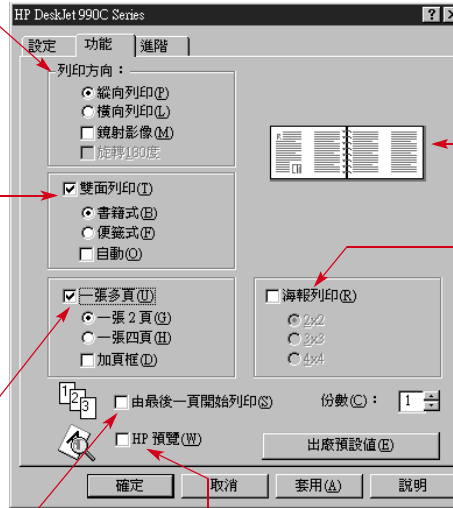 HP DeskJet 990C Series
設定 功能 進階
列印方向：
縱向列印(P)
橫向列印(L)
鏡射影像(M)
旋轉180度
雙面列印(T)
書籍式(B)
便箋式(F)
自動(O)
一張多頁(U)
一張２頁(G)
一張四頁(H)
加頁框(D)
海報列印(R)
2x2
3x3
4x4
1 2 3
由最後一頁開始列印(S)
份數(C)： 1
HP 預覽(W)
出廠預設值(E)
確定 取消 套用(A) 說明